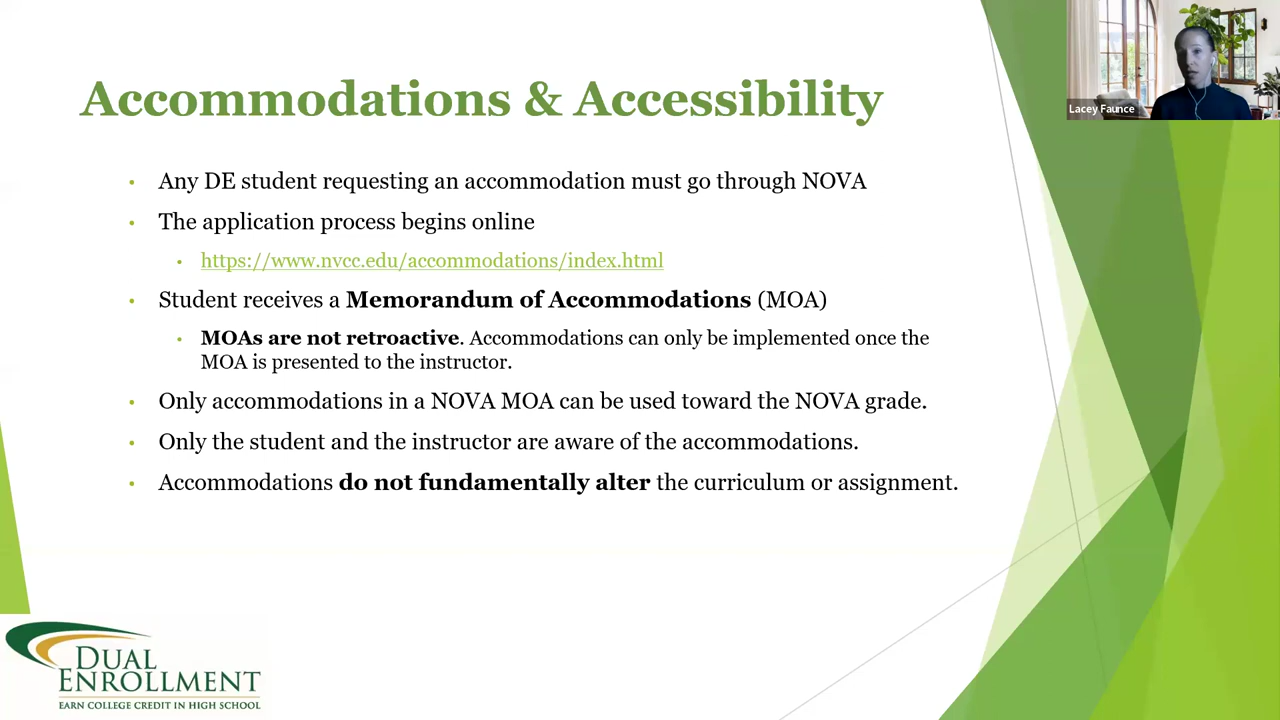 Accommodations & Accessibility
Lacey Faunce
Any DE student requesting an accommodation must go through NOVA
The application process begins online
https://www.nvcc.edu/accommodations/index.html
Student receives a Memorandum of Accommodations (MOA)
MOAs are not retroactive. Accommodations can only be implemented once the
MOA is presented to the instructor.
Only accommodations in a NOVA MOA can be used toward the NOVA grade.
Only the student and the instructor are aware of the accommodations.
Accommodations do not fundamentally alter the curriculum or assignment.
DUAL
ENROLLMENT
EARN COLLEGE CREDIT IN HIGH SCHOOL